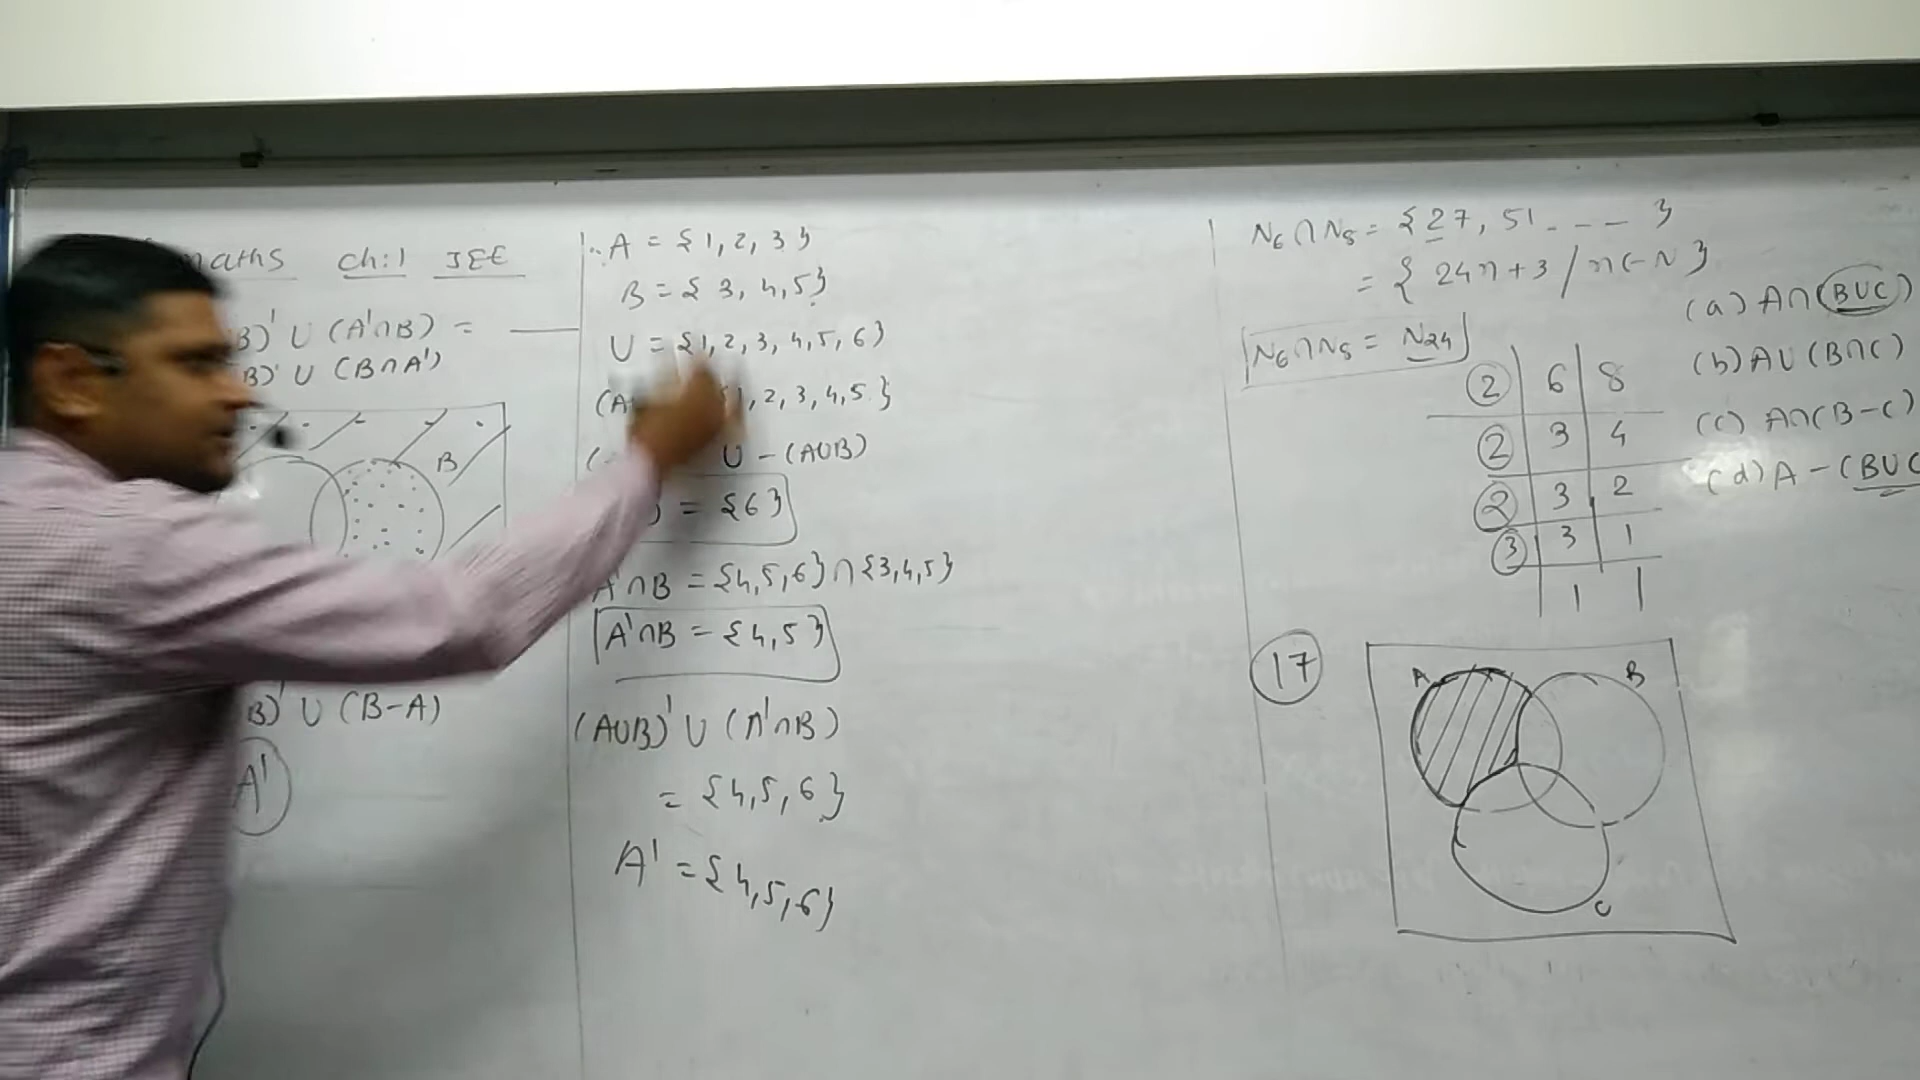 maths ch:1 JEE
B)' ∪ (A'∩B) = ____
B)' ∪ (B∩A')
B
B)' ∪ (B-A)
A'
∴ A = {1, 2, 3}
B = {3, 4, 5}
U = {1, 2, 3, 4, 5, 6}
(A 1, 2, 3, 4, 5 }
( U - (A∪B)
) = {6}
A'∩B = {4, 5, 6} ∩ {3, 4, 5}
A'∩B = {4, 5}
(A∪B)' ∪ (A'∩B)
= {4, 5, 6}
A' = {4, 5, 6}
N6 ∩ N8 = {27, 51 . - - - }
= { 24n+3 / n∈N }
N6 ∩ N8 = N24
2 6 8
2 3 4
2 3 2
3 3 1
1 1
(a) A∩(B∪C)
(b) A∪(B∩C)
(c) A∩(B-C)
(d) A - (B∪C
17
A B
C